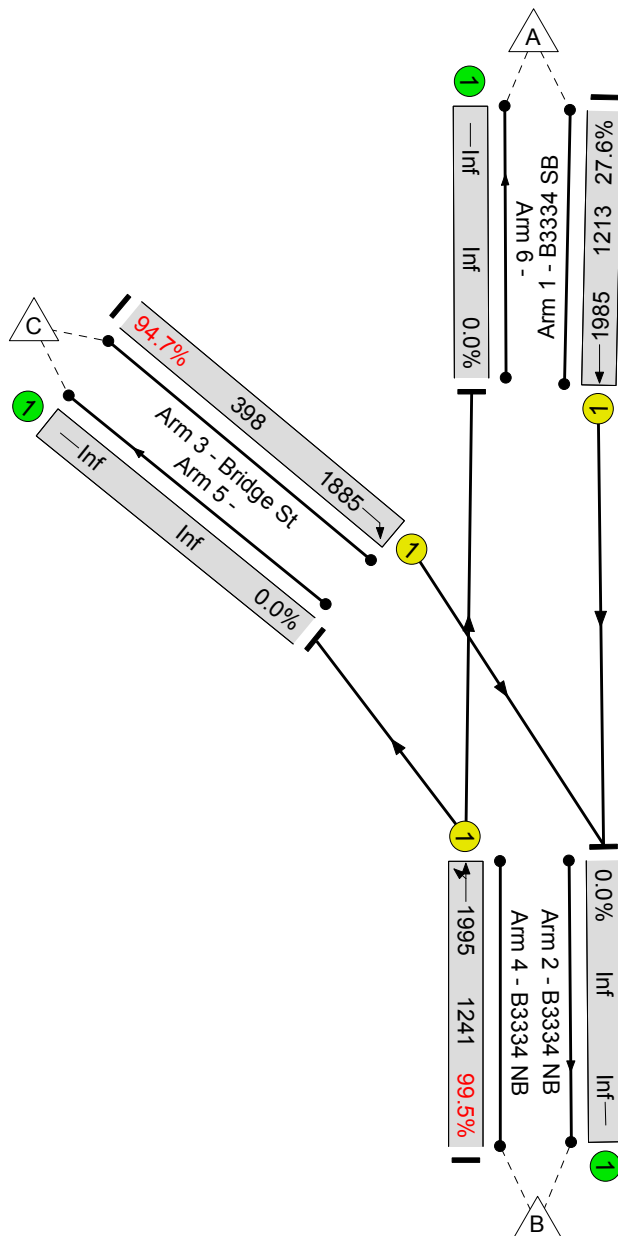 A
1
Inf
Inf
0.0%
Arm 6 -
Arm 1 - B3334 SB
27.6%
1213
1985
1
C
94.7%
398
1885
1
Arm 3 - Bridge St
Arm 5 -
1
Inf
Inf
0.0%
1
1995
1241
99.5%
Arm 4 - B3334 NB
Arm 2 - B3334 NB
0.0%
Inf
Inf
1
B